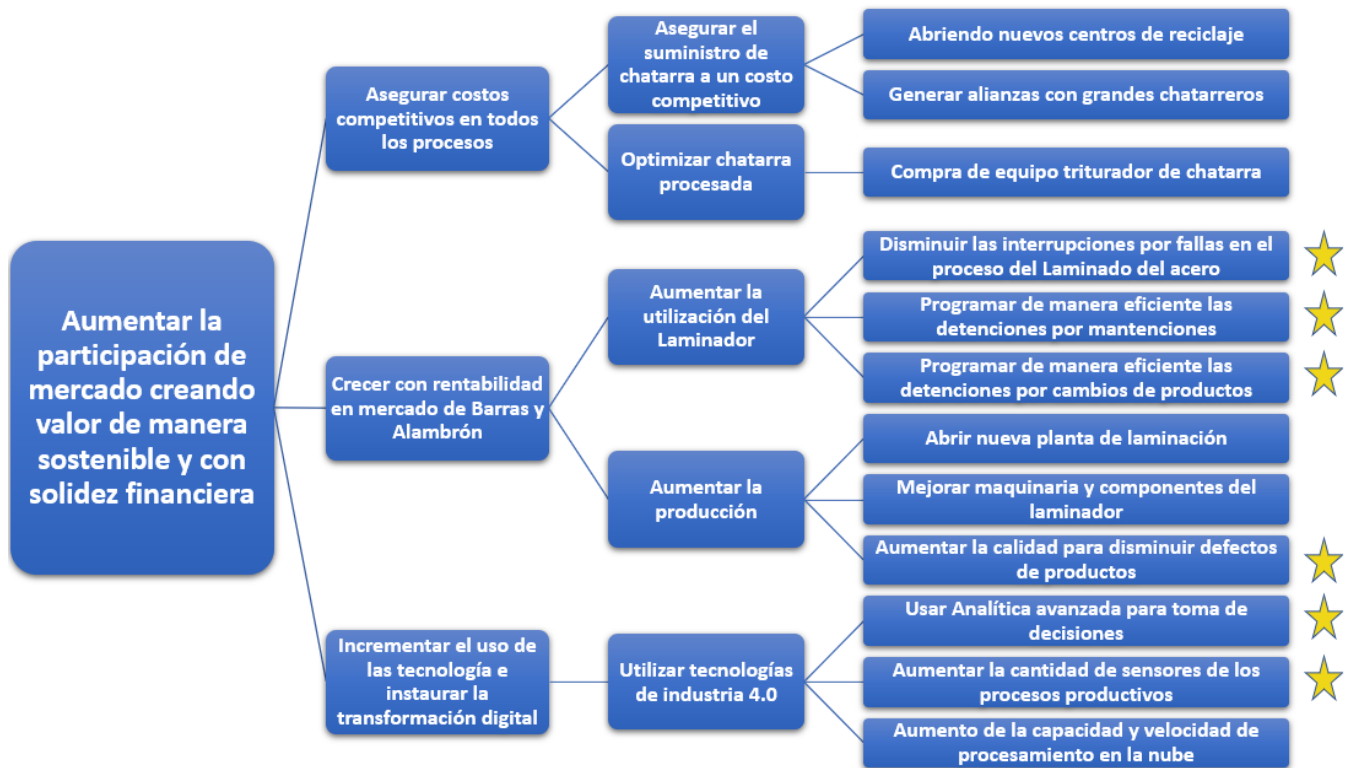 Aumentar la
participación de
mercado creando
valor de manera
sostenible y con
solidez financiera
Asegurar costos
competitivos en todos
los procesos
Crecer con rentabilidad
en mercado de Barras y
Alambrón
Incrementar el uso de
las tecnología e
instaurar la
transformación digital
Asegurar el
suministro de
chatarra a un costo
competitivo
Optimizar chatarra
procesada
Aumentar la
utilización del
Laminador
Aumentar la
producción
Utilizar tecnologías
de industria 4.0
Abriendo nuevos centros de reciclaje
Generar alianzas con grandes chatarreros
Compra de equipo triturador de chatarra
Disminuir las interrupciones por fallas en el
proceso del Laminado del acero
Programar de manera eficiente las
detenciones por mantenciones
Programar de manera eficiente las
detenciones por cambios de productos
Abrir nueva planta de laminación
Mejorar maquinaria y componentes del
laminador
Aumentar la calidad para disminuir defectos
de productos
Usar Analítica avanzada para toma de
decisiones
Aumentar la cantidad de sensores de los
procesos productivos
Aumento de la capacidad y velocidad de
procesamiento en la nube